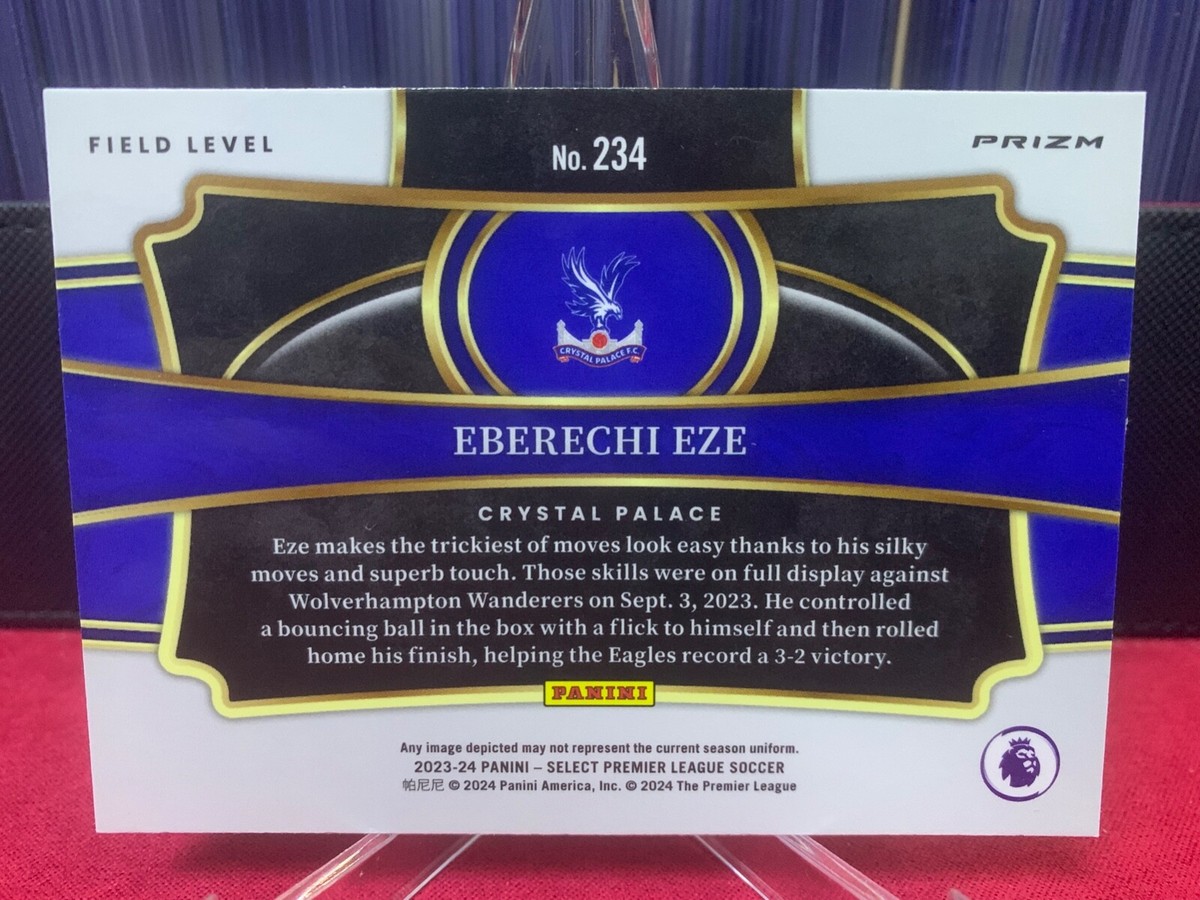 FIELD LEVEL
No. 234
PRIZM
CRYSTAL PALACE F.C.
EBERECHI EZE
CRYSTAL PALACE
Eze makes the trickiest of moves look easy thanks to his silky
moves and superb touch. Those skills were on full display against
Wolverhampton Wanderers on Sept. 3, 2023. He controlled
a bouncing ball in the box with a flick to himself and then rolled
home his finish, helping the Eagles record a 3-2 victory.
PANINI
Any image depicted may not represent the current season uniform.
2023-24 PANINI – SELECT PREMIER LEAGUE SOCCER
帕尼尼 © 2024 Panini America, Inc. © 2024 The Premier League